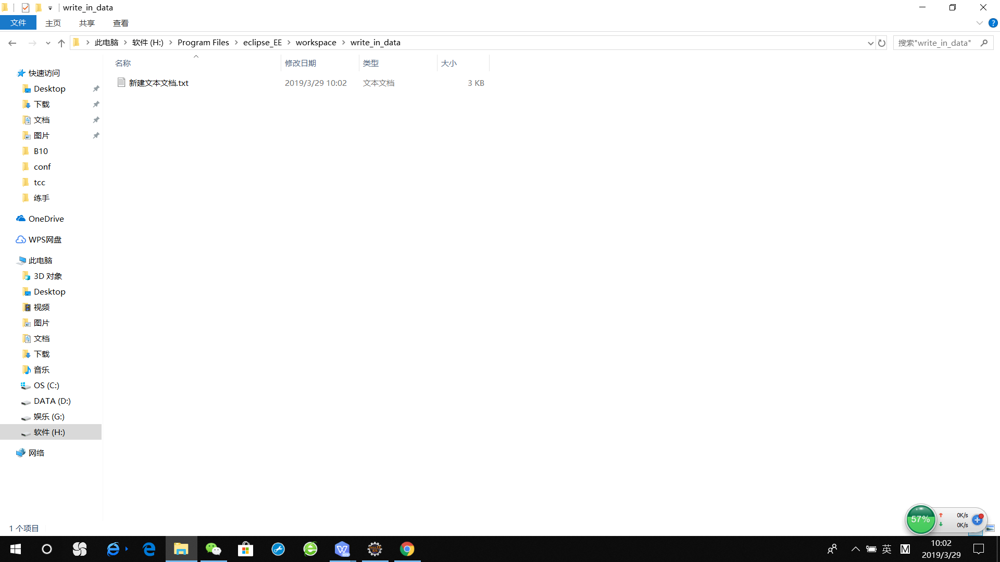 write_in_data
文件 主页 共享 查看
此电脑 软件 (H:) Program Files eclipse_EE workspace write_in_data
搜索"write_in_data"
名称 修改日期 类型 大小
新建文本文档.txt 2019/3/29 10:02 文本文档 3 KB
快速访问
Desktop
下载
文档
图片
B10
conf
tcc
练手
OneDrive
WPS网盘
此电脑
3D 对象
Desktop
视频
图片
文档
下载
音乐
OS (C:)
DATA (D:)
娱乐 (G:)
软件 (H:)
网络
1 个项目
57%
0K/s
0K/s
英 M
10:02
2019/3/29